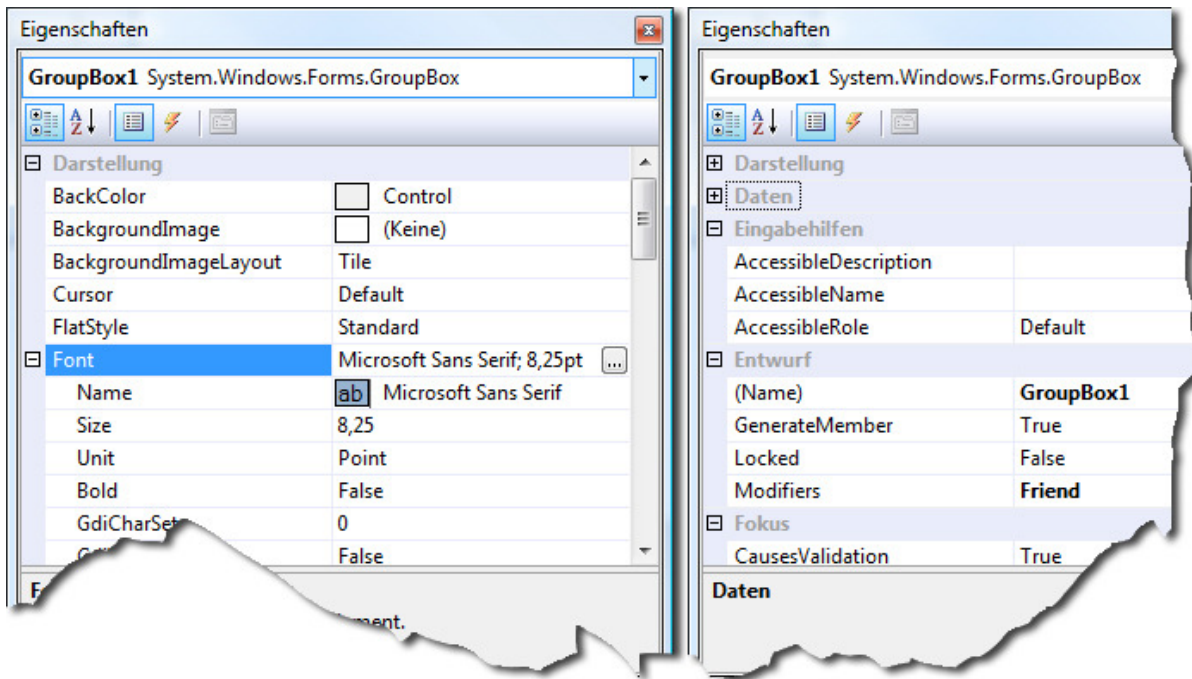 Eigenschaften
GroupBox1 System.Windows.Forms.GroupBox
Darstellung
BackColor Control
BackgroundImage (Keine)
BackgroundImageLayout Tile
Cursor Default
FlatStyle Standard
Font Microsoft Sans Serif; 8,25pt ...
Name ab Microsoft Sans Serif
Size 8,25
Unit Point
Bold False
GdiCharSet 0
False
Eigenschaften
GroupBox1 System.Windows.Forms.GroupBox
Darstellung
Daten
Eingabehilfen
AccessibleDescription
AccessibleName
AccessibleRole Default
Entwurf
(Name) GroupBox1
GenerateMember True
Locked False
Modifiers Friend
Fokus
CausesValidation True
Daten